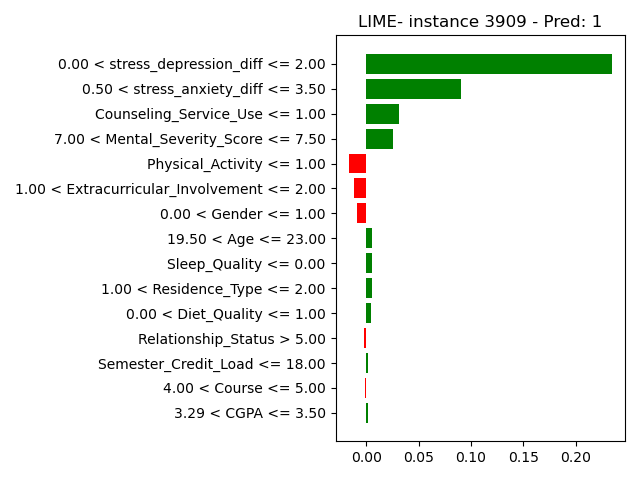 LIME- instance 3909 - Pred: 1
0.00 < stress_depression_diff <= 2.00
0.50 < stress_anxiety_diff <= 3.50
Counseling_Service_Use <= 1.00
7.00 < Mental_Severity_Score <= 7.50
Physical_Activity <= 1.00
1.00 < Extracurricular_Involvement <= 2.00
0.00 < Gender <= 1.00
19.50 < Age <= 23.00
Sleep_Quality <= 0.00
1.00 < Residence_Type <= 2.00
0.00 < Diet_Quality <= 1.00
Relationship_Status > 5.00
Semester_Credit_Load <= 18.00
4.00 < Course <= 5.00
3.29 < CGPA <= 3.50
0.00 0.05 0.10 0.15 0.20